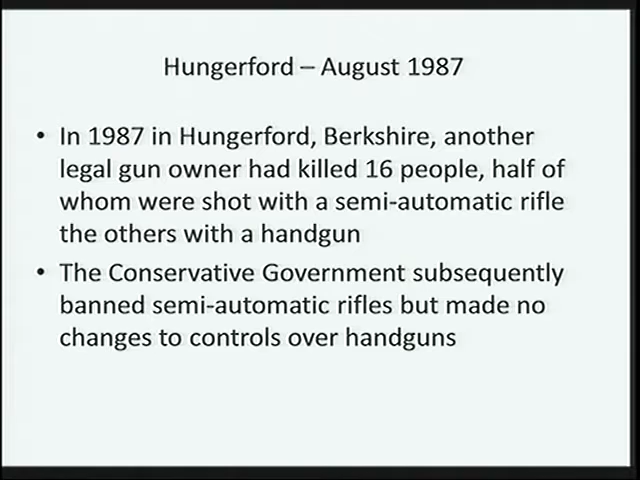 Hungerford – August 1987
• In 1987 in Hungerford, Berkshire, another
legal gun owner had killed 16 people, half of
whom were shot with a semi-automatic rifle
the others with a handgun
• The Conservative Government subsequently
banned semi-automatic rifles but made no
changes to controls over handguns